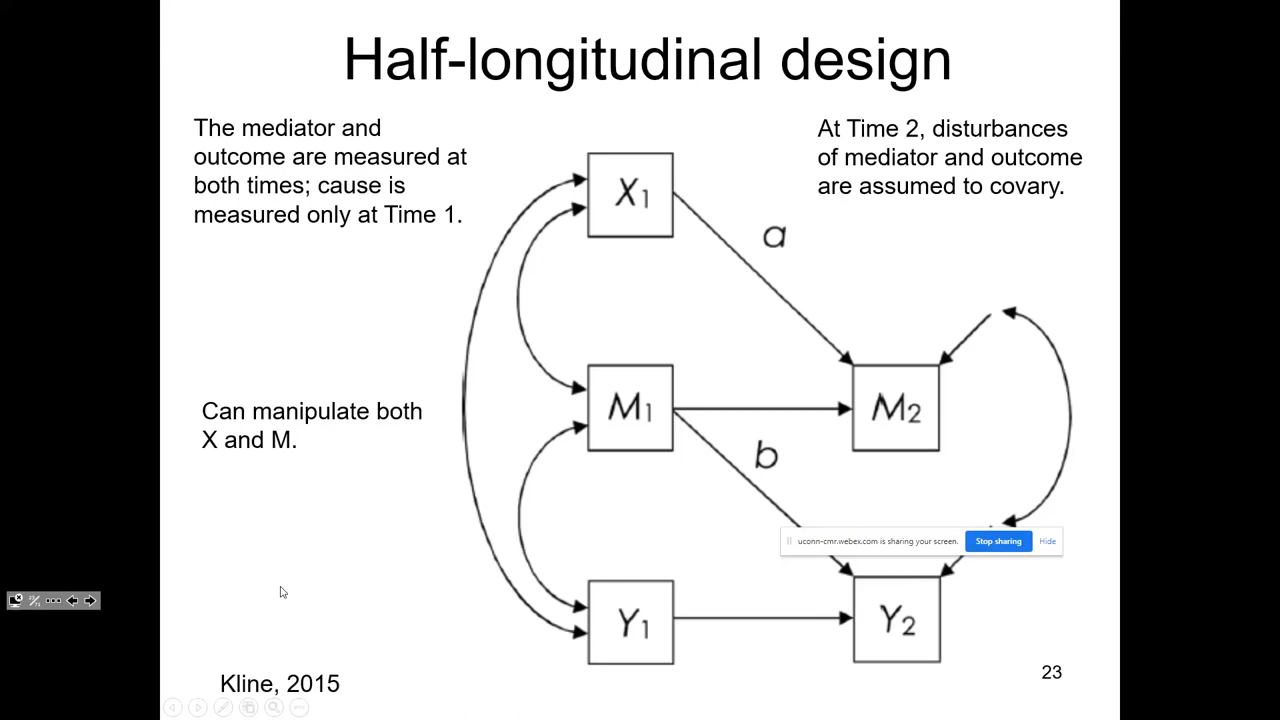 Half-longitudinal design
The mediator and
outcome are measured at
both times; cause is
measured only at Time 1.
At Time 2, disturbances
of mediator and outcome
are assumed to covary.
X1
a
Can manipulate both
X and M.
M1
M2
b
uconn-cmr.webex.com is sharing your screen. Stop sharing Hide
Y1
Y2
Kline, 2015
23